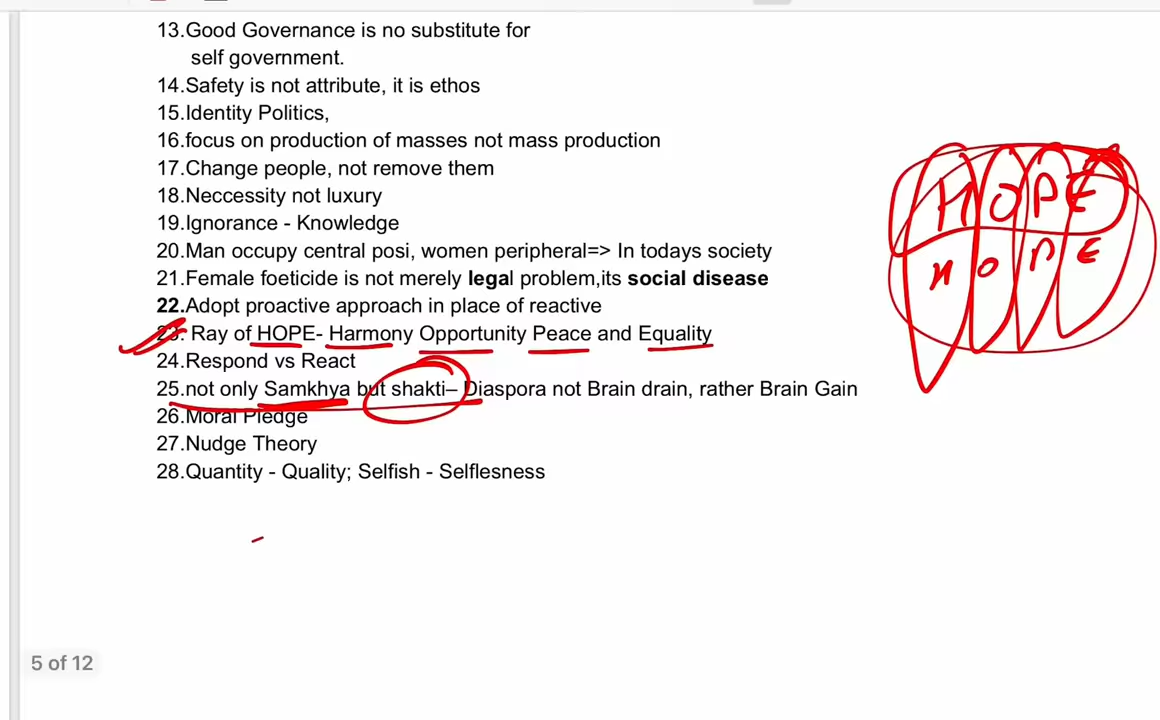 13.Good Governance is no substitute for
self government.
14.Safety is not attribute, it is ethos
15.Identity Politics,
16.focus on production of masses not mass production
17.Change people, not remove them
18.Neccessity not luxury
19.Ignorance - Knowledge
20.Man occupy central posi, women peripheral=> In todays society
21.Female foeticide is not merely legal problem,its social disease
22.Adopt proactive approach in place of reactive
23. Ray of HOPE- Harmony Opportunity Peace and Equality
24.Respond vs React
25.not only Samkhya but shakti– Diaspora not Brain drain, rather Brain Gain
26.Moral Pledge
27.Nudge Theory
28.Quantity - Quality; Selfish - Selflesness
HOPE
HOPE
5 of 12